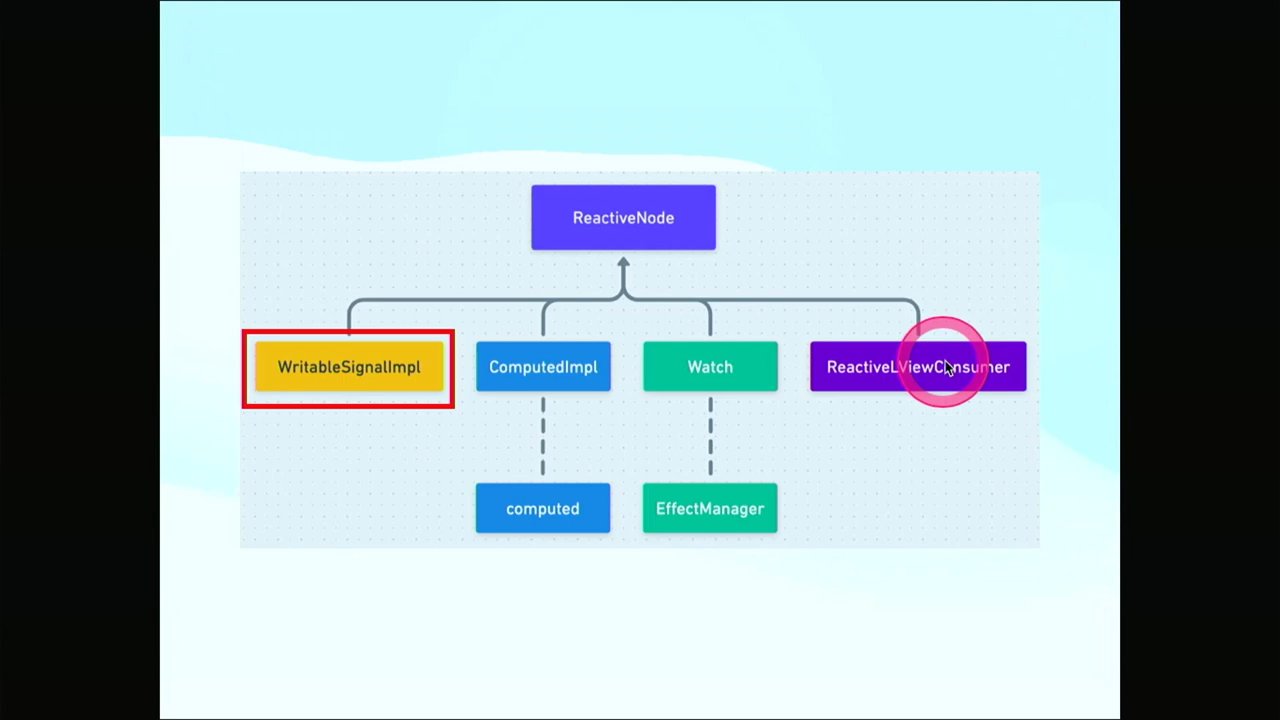 ReactiveNode
WritableSignalImpl
ComputedImpl
Watch
ReactiveLViewConsumer
computed
EffectManager